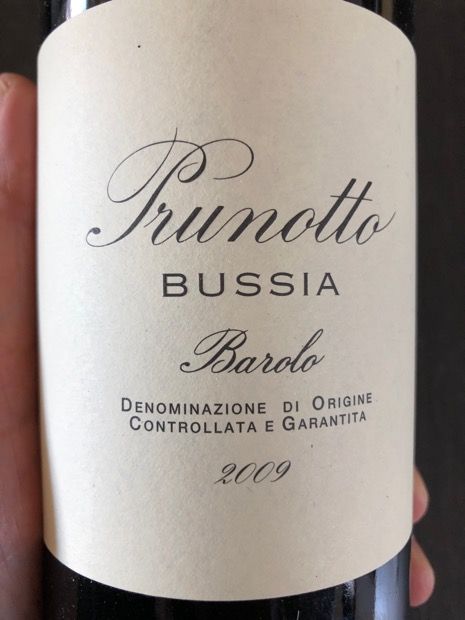 Prunotto
BUSSIA
Barolo
DENOMINAZIONE DI ORIGINE
CONTROLLATA E GARANTITA
2009